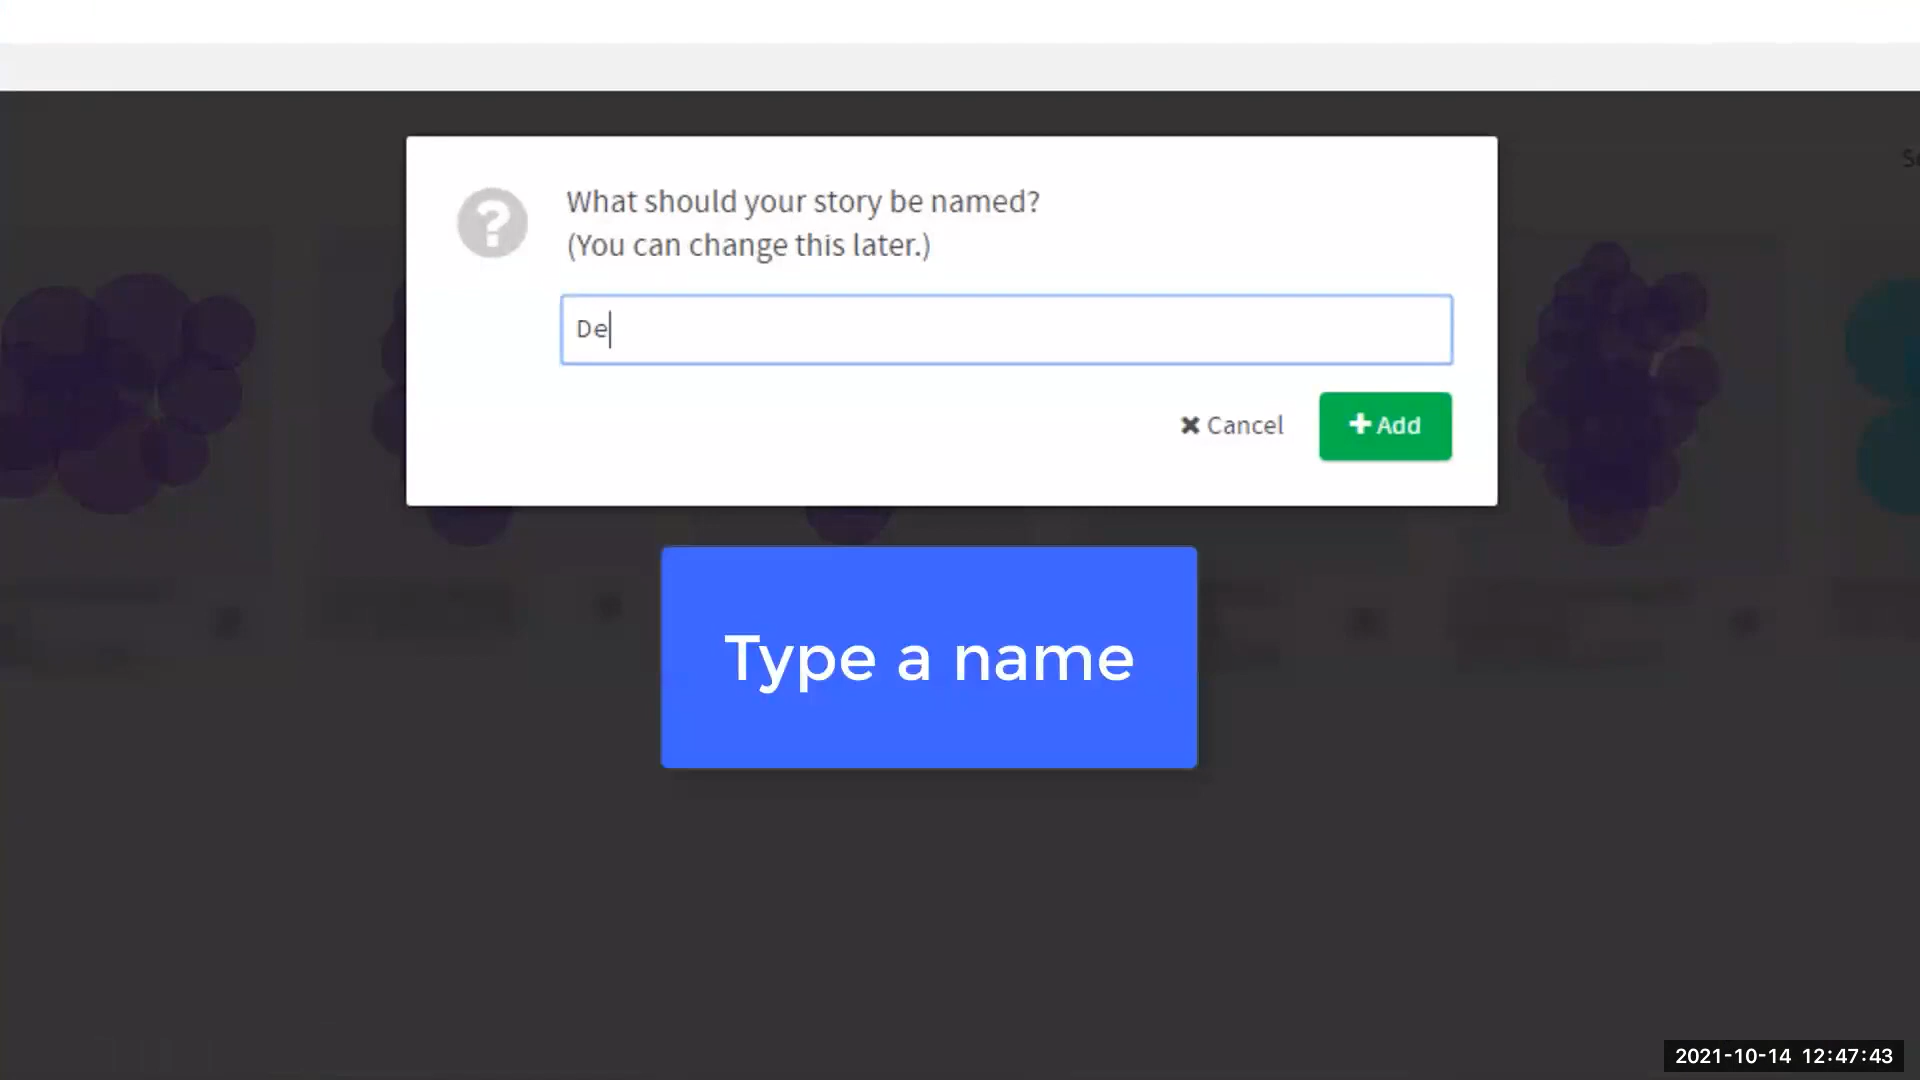 What should your story be named?
(You can change this later.)
De
Cancel
Add
Type a name
2021-10-14 12:47:43